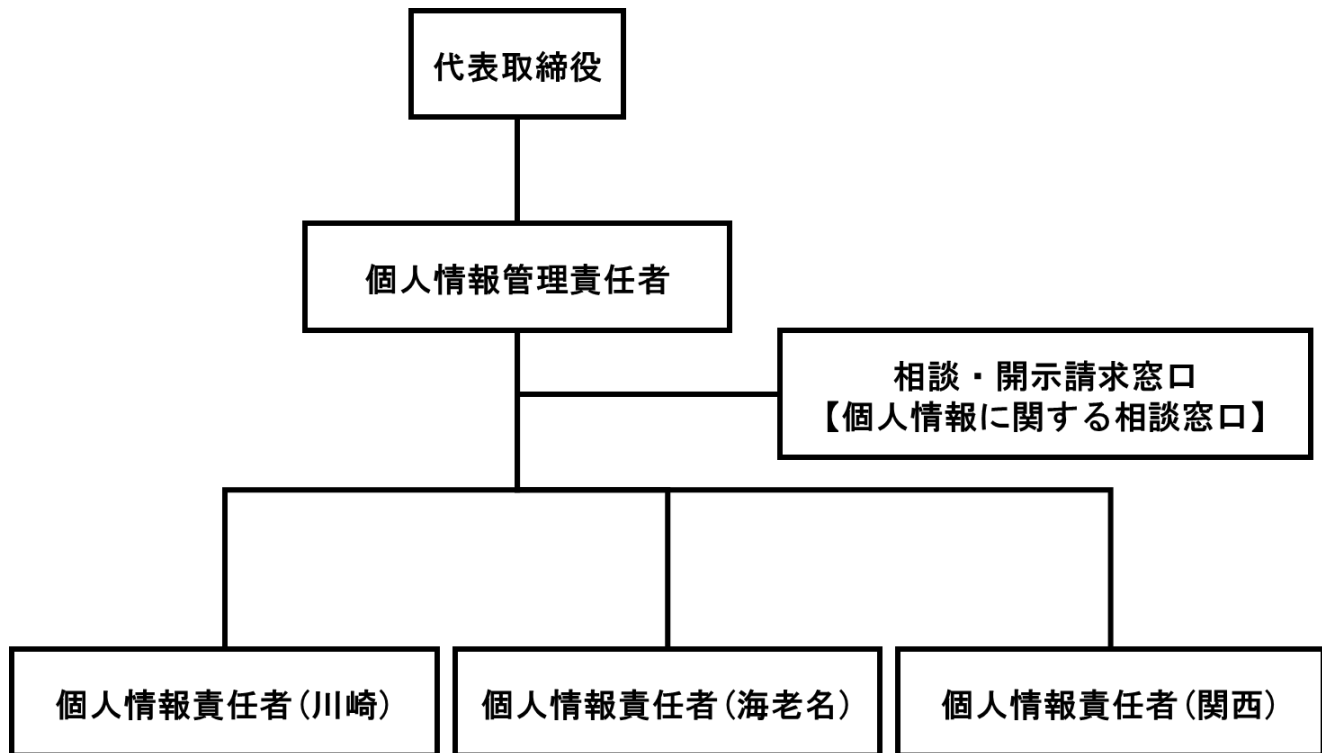 代表取締役
個人情報管理責任者
相談・開示請求窓口
【個人情報に関する相談窓口】
個人情報責任者(川崎)
個人情報責任者(海老名)
個人情報責任者(関西)